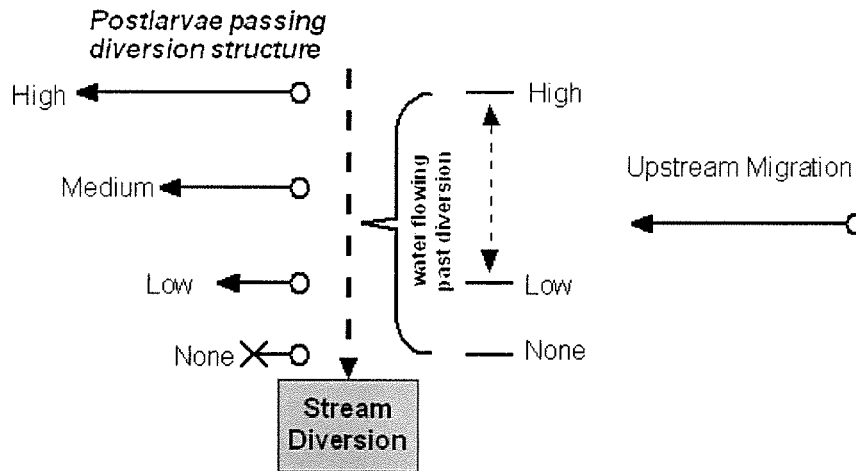 Postlarvae passing
diversion structure
High
Medium
Low
None
water flowing
past diversion
High
Low
None
Upstream Migration
Stream
Diversion